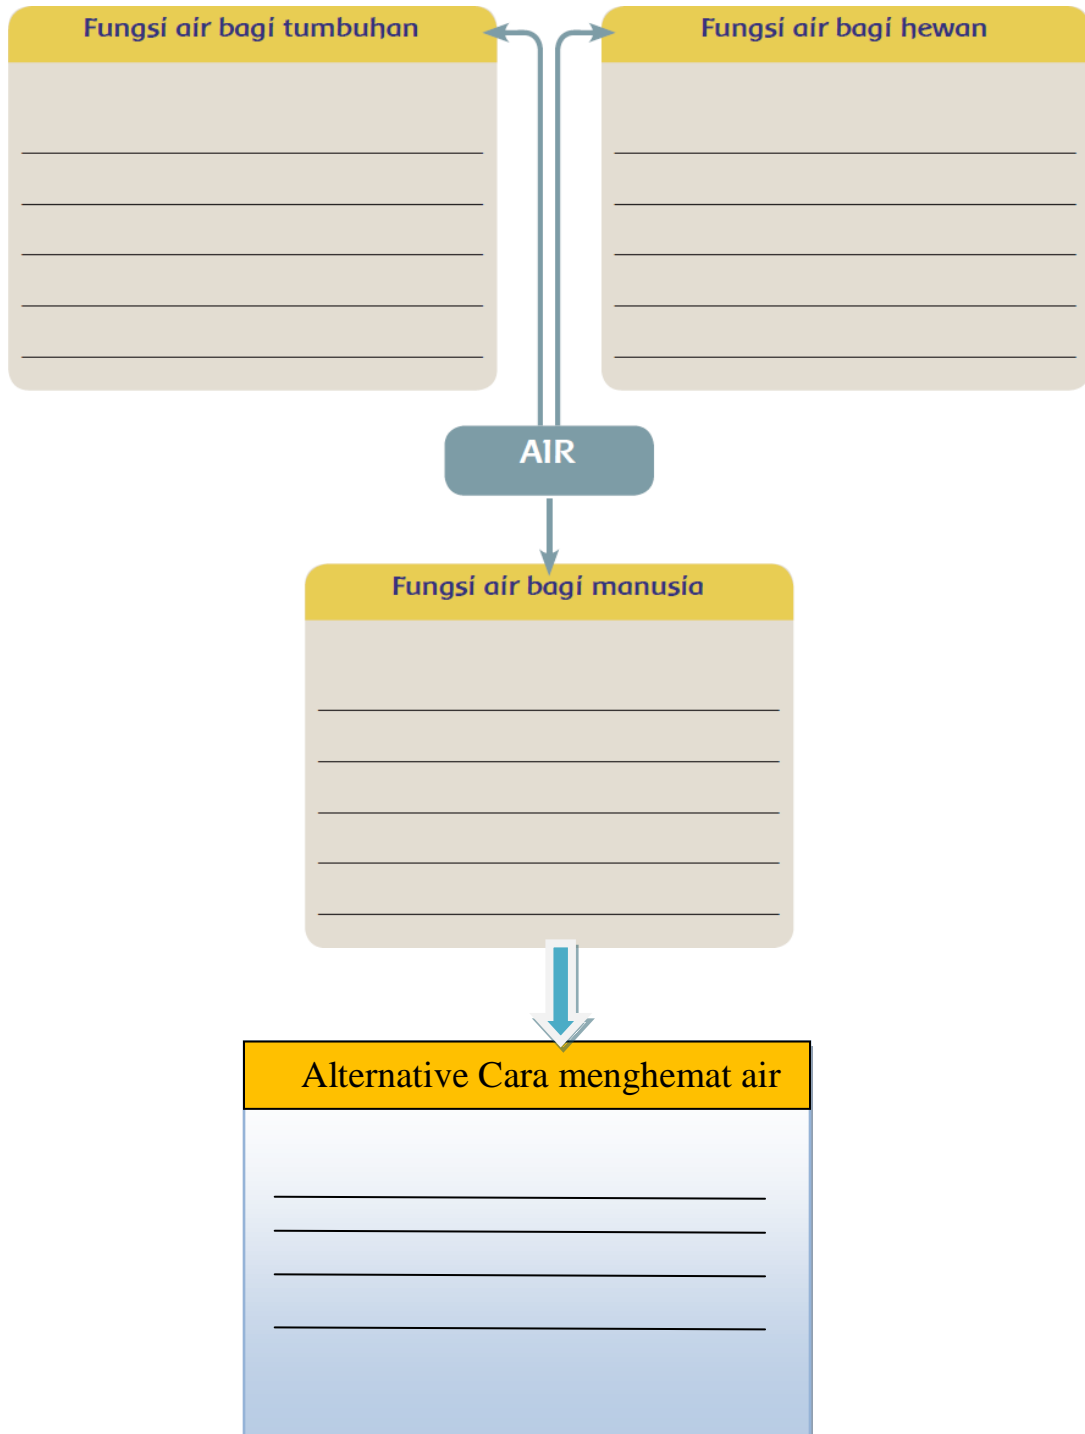 Fungsi air bagi tumbuhan
Fungsi air bagi hewan
AIR
Fungsi air bagi manusia
Alternative Cara menghemat air